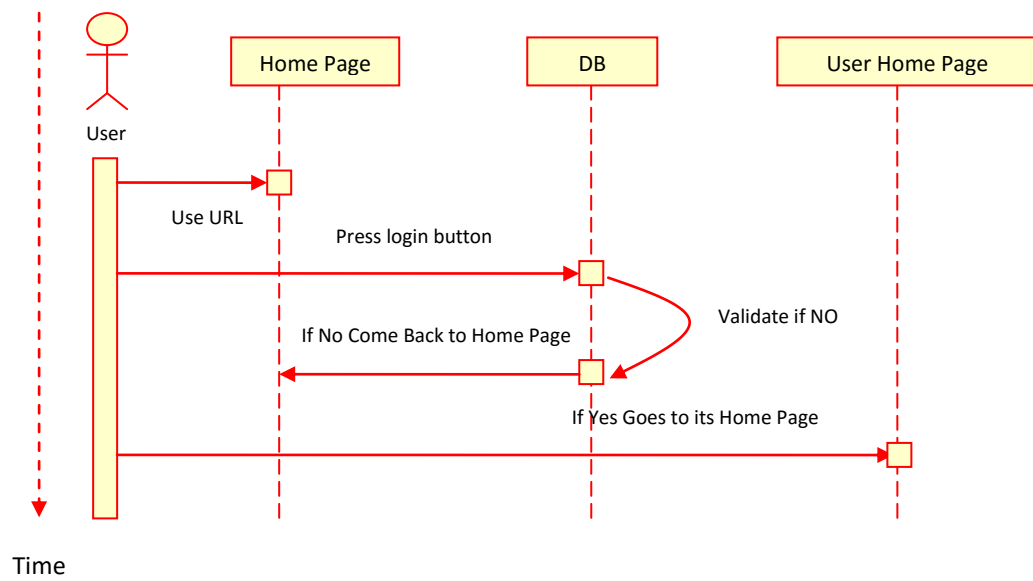 Home Page
DB
User Home Page
User
Use URL
Press login button
Validate if NO
If No Come Back to Home Page
If Yes Goes to its Home Page
Time